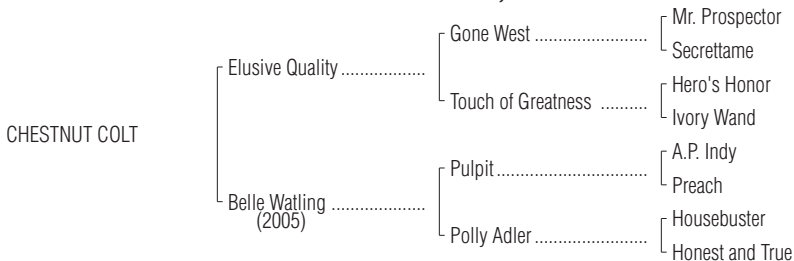 Mr. Prospector
Gone West ..........................
Secrettame
Elusive Quality ..................
Hero's Honor
Touch of Greatness ..........
Ivory Wand
CHESTNUT COLT
A.P. Indy
Pulpit ...................................
Preach
Belle Watling ....................
(2005)
Housebuster
Polly Adler ..........................
Honest and True